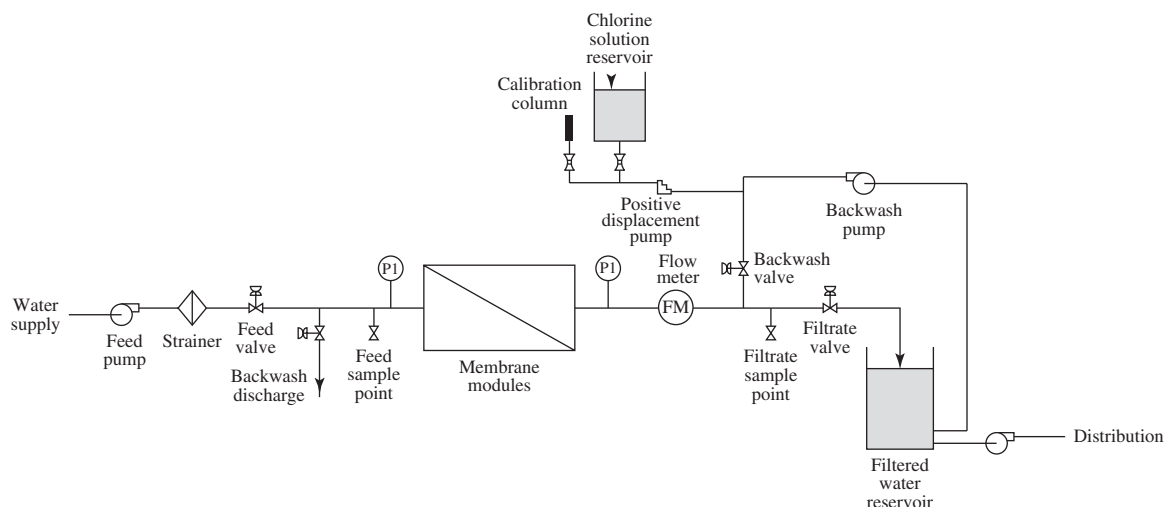 Chlorine
solution
reservoir
Calibration
column
Positive
displacement
pump
Backwash
pump
Backwash
valve
Flow
meter
P1
P1
FM
Water
supply
Feed
pump
Strainer
Feed
valve
Backwash
discharge
Feed
sample
point
Membrane
modules
Filtrate
sample
point
Filtrate
valve
Distribution
Filtered
water
reservoir